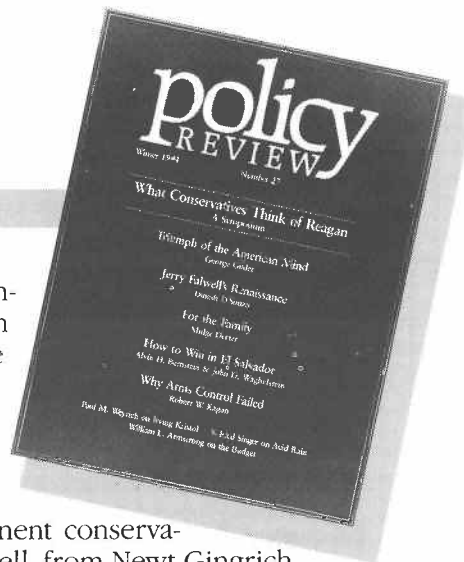 policy
REVIEW
Winter 1984
Number 27
What Conservatives Think of Reagan
A Symposium
Triumph of the American Mind
George Gilder
Jerry Falwell's Renaissance
Dinesh D'Souza
For the Family
Midge Decter
How to Win in El Salvador
Alvin H. Bernstein & John D. Waghelstein
Why Arms Control Failed
Robert W. Kagan
Paul M. Weyrich on Irving Kristol S. Fred Singer on Acid Rain
William L. Armstrong on the Budget
n-
n
e
nent conserva-
ell, from Newt Gingrich